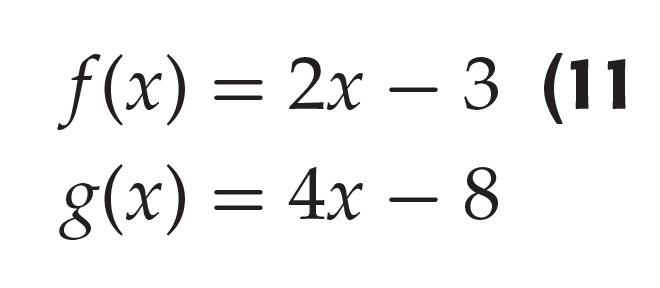 f(x) = 2x − 3 (11
g(x) = 4x − 8